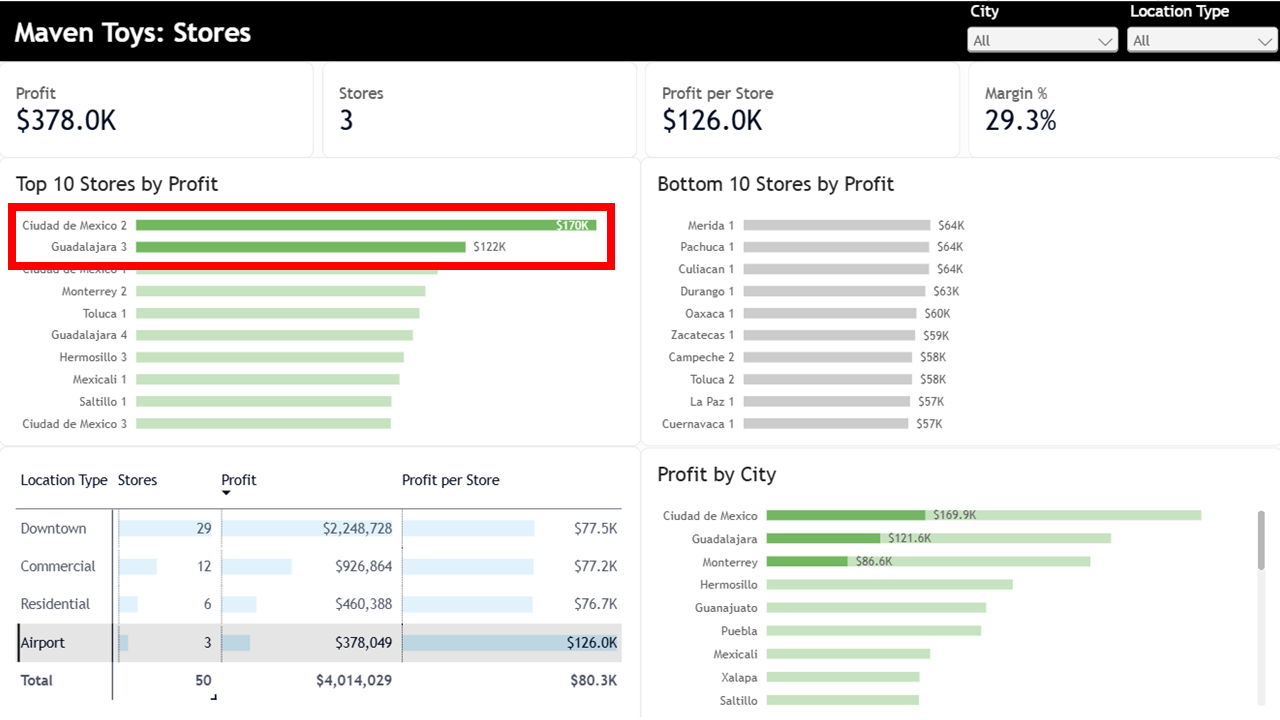 Maven Toys: Stores
City
Location Type
All
All
Profit
$378.0K
Stores
3
Profit per Store
$126.0K
Margin %
29.3%
Top 10 Stores by Profit
Ciudad de Mexico 2 $170K
Guadalajara 3 $122K
Ciudad de Mexico 1
Monterrey 2
Toluca 1
Guadalajara 4
Hermosillo 3
Mexicali 1
Saltillo 1
Ciudad de Mexico 3
Bottom 10 Stores by Profit
Merida 1 $64K
Pachuca 1 $64K
Culiacan 1 $64K
Durango 1 $63K
Oaxaca 1 $60K
Zacatecas 1 $59K
Campeche 2 $58K
Toluca 2 $58K
La Paz 1 $57K
Cuernavaca 1 $57K
Location Type Stores Profit Profit per Store
Downtown 29 $2,248,728 $77.5K
Commercial 12 $926,864 $77.2K
Residential 6 $460,388 $76.7K
Airport 3 $378,049 $126.0K
Total 50 $4,014,029 $80.3K
Profit by City
Ciudad de Mexico $169.9K
Guadalajara $121.6K
Monterrey $86.6K
Hermosillo
Guanajuato
Puebla
Mexicali
Xalapa
Saltillo